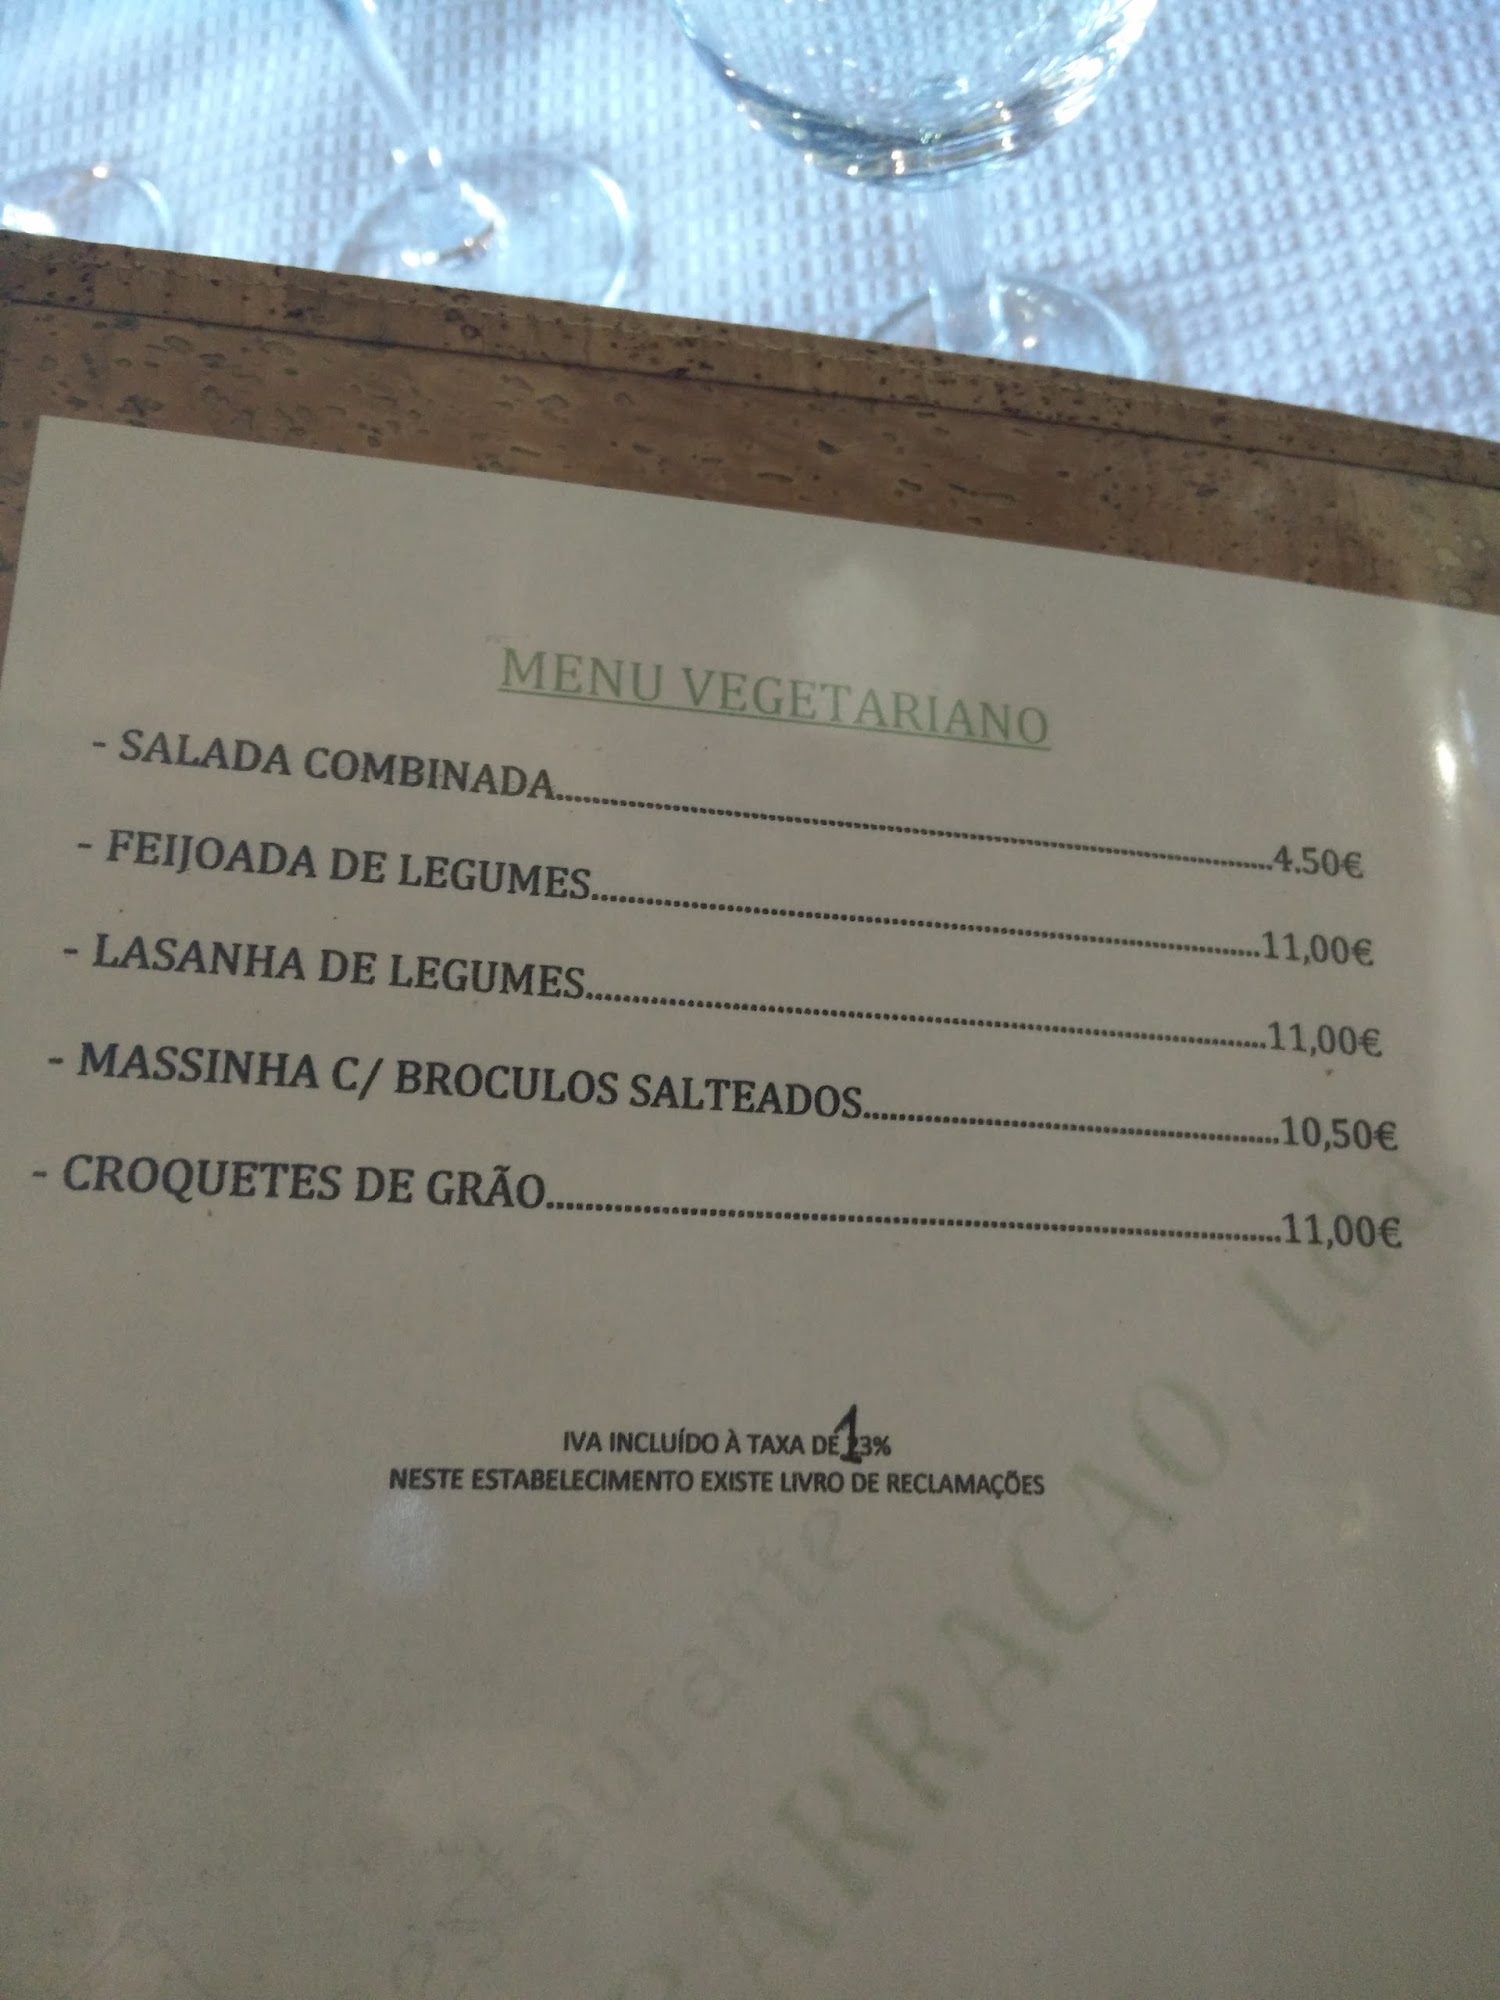 MENU VEGETARIANO
- SALADA COMBINADA..........4.50€
- FEIJOADA DE LEGUMES..........11,00€
- LASANHA DE LEGUMES..........11,00€
- MASSINHA C/ BROCULOS SALTEADOS..........10,50€
- CROQUETES DE GRÃO..........11,00€
IVA INCLUÍDO À TAXA DE 13%
NESTE ESTABELECIMENTO EXISTE LIVRO DE RECLAMAÇÕES